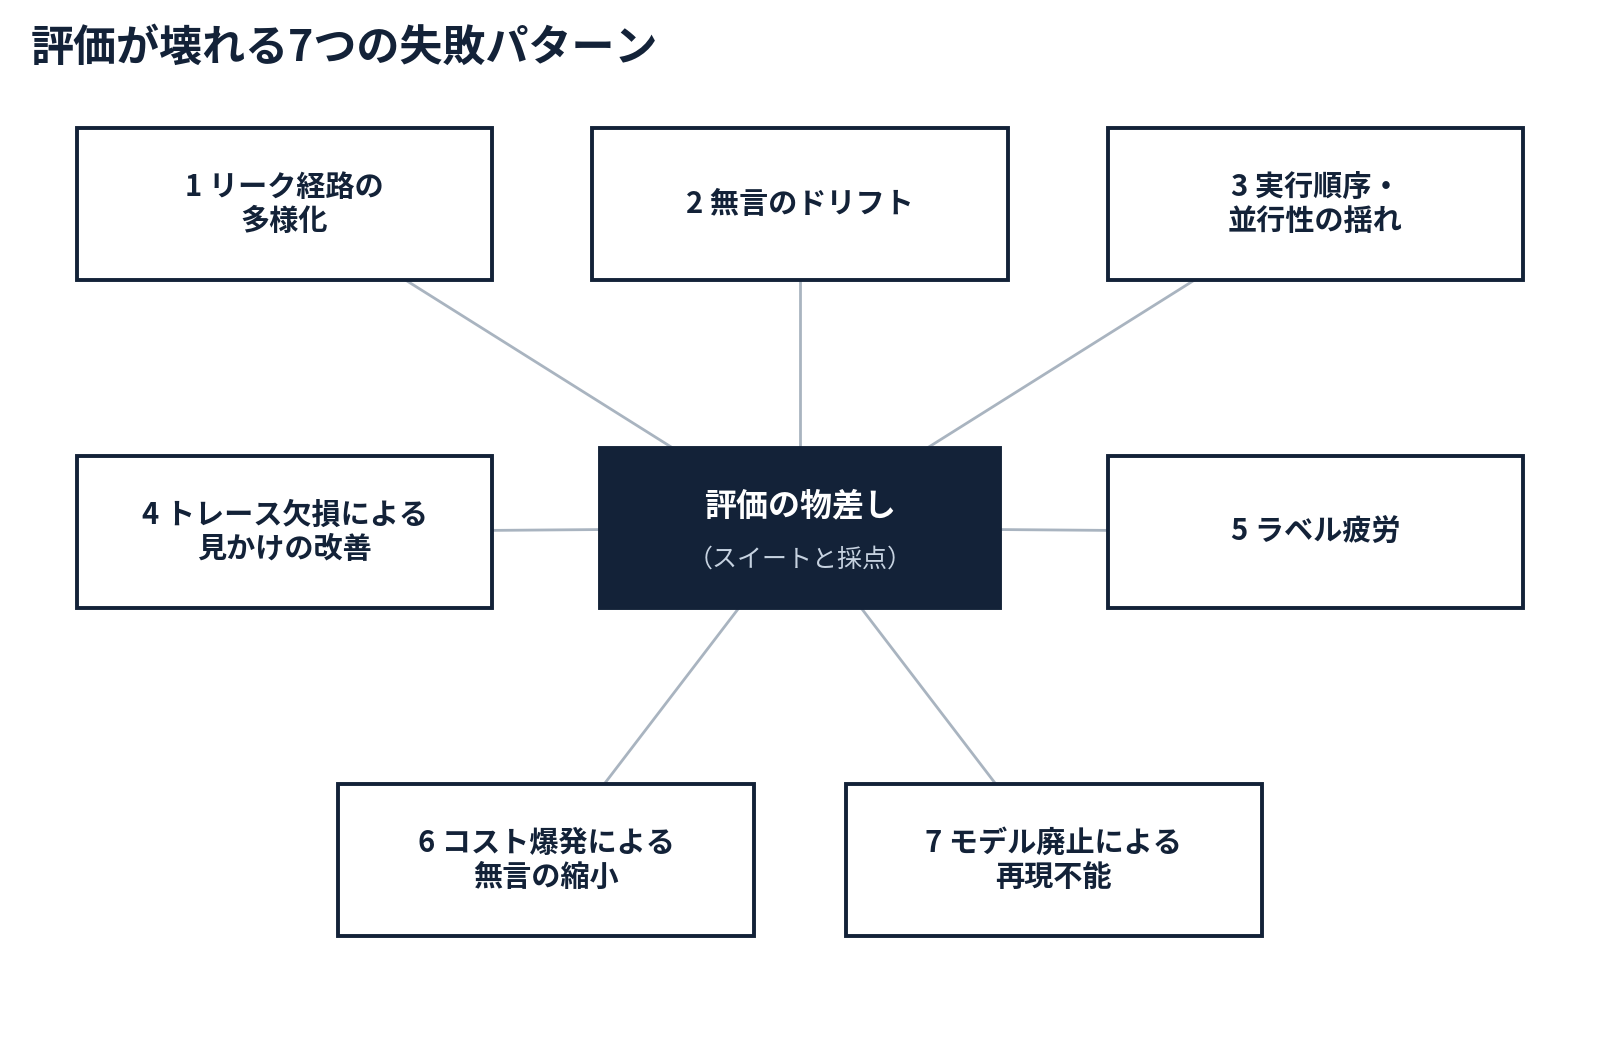 評価が壊れる7つの失敗パターン
1 リーク経路の
多様化
2 無言のドリフト
3 実行順序・
並行性の揺れ
4 トレース欠損による
見かけの改善
評価の物差し
（スイートと採点）
5 ラベル疲労
6 コスト爆発による
無言の縮小
7 モデル廃止による
再現不能